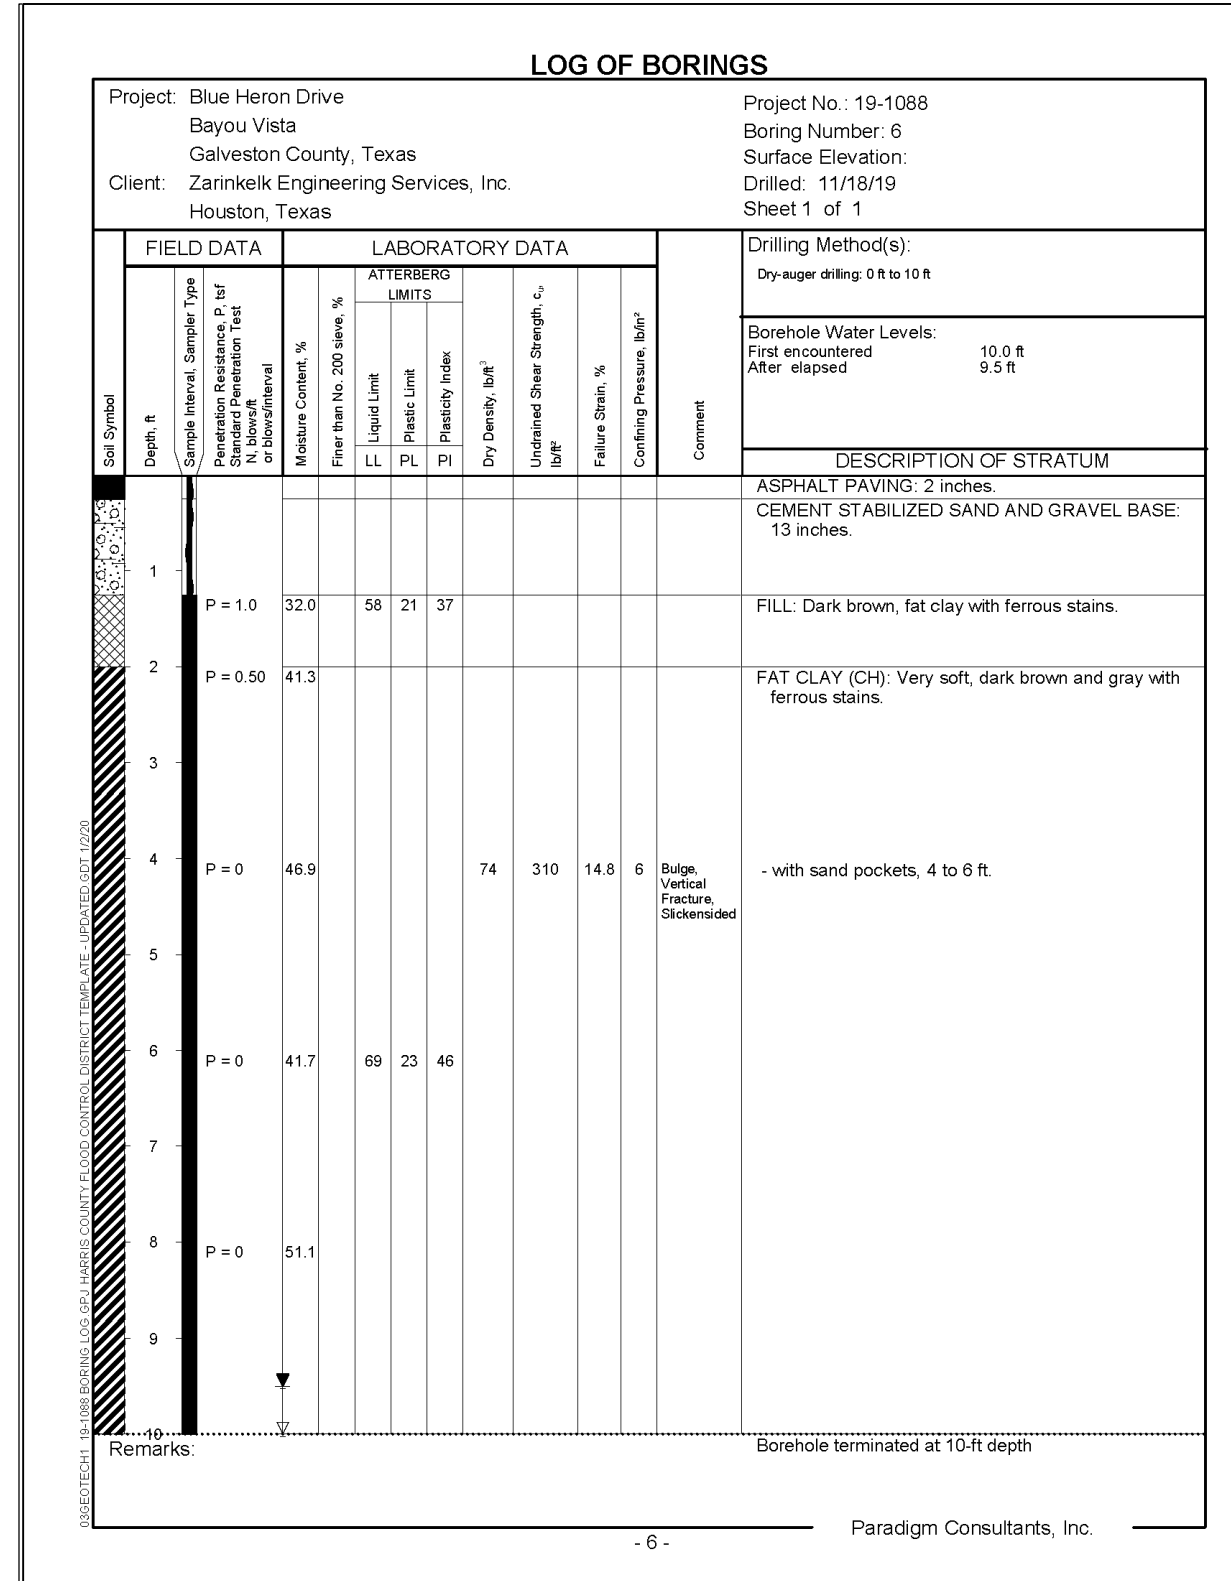 LOG OF BORINGS
Project: Blue Heron Drive
Bayou Vista
Galveston County, Texas
Client: Zarinkelk Engineering Services, Inc.
Houston, Texas
Project No.: 19-1088
Boring Number: 6
Surface Elevation:
Drilled: 11/18/19
Sheet 1 of 1
FIELD DATA
LABORATORY DATA
Soil Symbol
Depth, ft
Sample Interval, Sampler Type
Penetration Resistance, P, tsf
Standard Penetration Test
N, blows/ft
or blows/interval
Moisture Content, %
Finer than No. 200 sieve, %
ATTERBERG
LIMITS
Liquid Limit
Plastic Limit
Plasticity Index
LL PL PI
Dry Density, lb/ft³
Undrained Shear Strength, cᵤ,
lb/ft²
Failure Strain, %
Confining Pressure, lb/in²
Comment
Drilling Method(s):
Dry-auger drilling: 0 ft to 10 ft
Borehole Water Levels:
First encountered 10.0 ft
After elapsed 9.5 ft
DESCRIPTION OF STRATUM
ASPHALT PAVING: 2 inches.
CEMENT STABILIZED SAND AND GRAVEL BASE:
13 inches.
1
P = 1.0 32.0 58 21 37 FILL: Dark brown, fat clay with ferrous stains.
2
P = 0.50 41.3 FAT CLAY (CH): Very soft, dark brown and gray with
ferrous stains.
3
4
P = 0 46.9 74 310 14.8 6 Bulge,
Vertical
Fracture,
Slickensided
- with sand pockets, 4 to 6 ft.
5
6
P = 0 41.7 69 23 46
7
8
P = 0 51.1
9
10
Remarks:
Borehole terminated at 10-ft depth
03GEOTECH1 19-1088 BORING LOG.GPJ HARRIS COUNTY FLOOD CONTROL DISTRICT TEMPLATE - UPDATED.GDT 1/2/20
Paradigm Consultants, Inc.
- 6 -